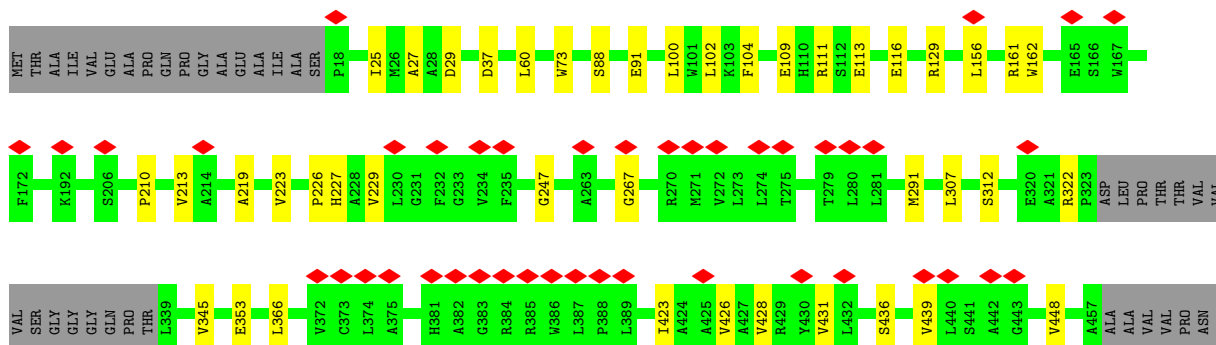 MET THR ALA ILE VAL GLU ALA PRO GLN PRO GLY ALA GLU ALA ILE ALA SER P18 I25 M26 A27 A28 D29 D37 L60 W73 S88 E91 L100 W101 L102 K103 F104 E109 H110 R111 S112 E113 E116 R129 L156 R161 W162 E165 S166 W167
F172 K192 S206 P210 V213 A214 A219 V223 P226 H227 A228 V229 L230 G231 F232 G233 V234 F235 G247 A263 G267 R270 M271 V272 L273 L274 T275 T279 L280 L281 M291 L307 S312 E320 A321 R322 P323 ASP LEU PRO THR THR VAL VAL
VAL SER GLY GLY GLY GLN PRO THR L339 V345 E353 L366 V372 C373 L374 A375 H381 A382 G383 R384 R385 W386 L387 P388 L389 I423 A424 A425 V426 A427 V428 R429 Y430 V431 L432 S436 V439 L440 S441 A442 G443 V448 A457 ALA ALA VAL VAL PRO ASN